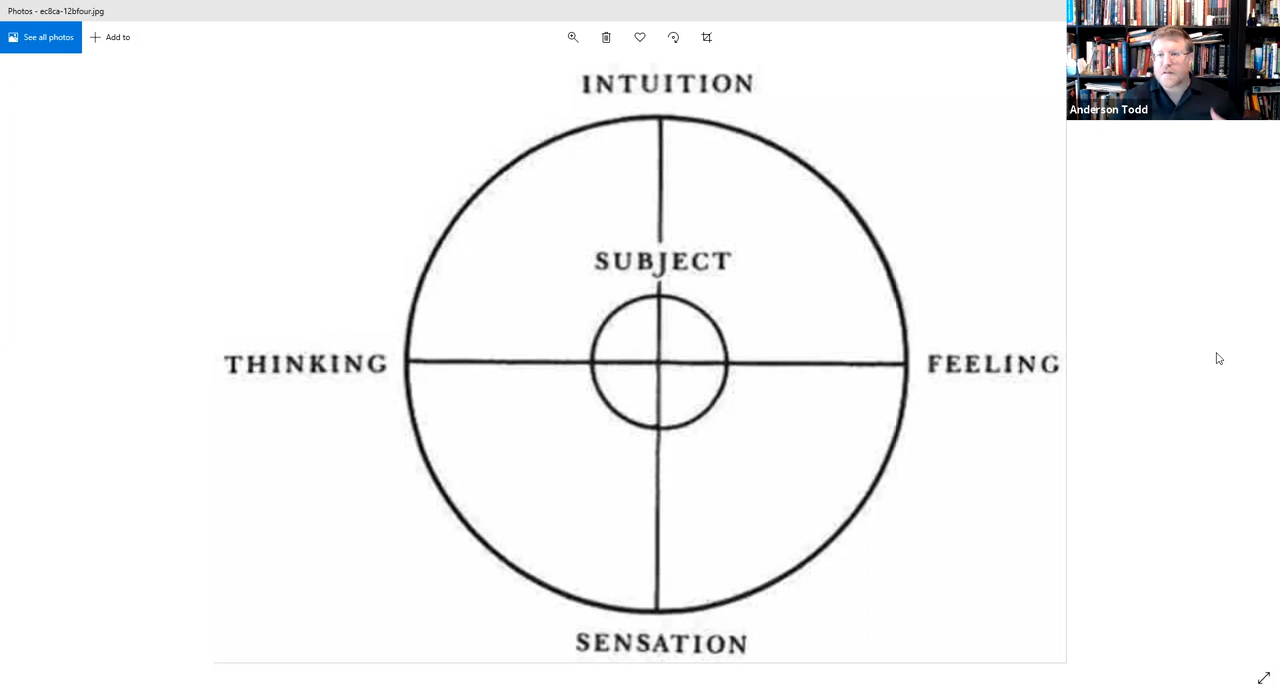 Photos - ec8ca-12bfour.jpg
See all photos
Add to
Anderson Todd
INTUITION
SUBJECT
THINKING
FEELING
SENSATION